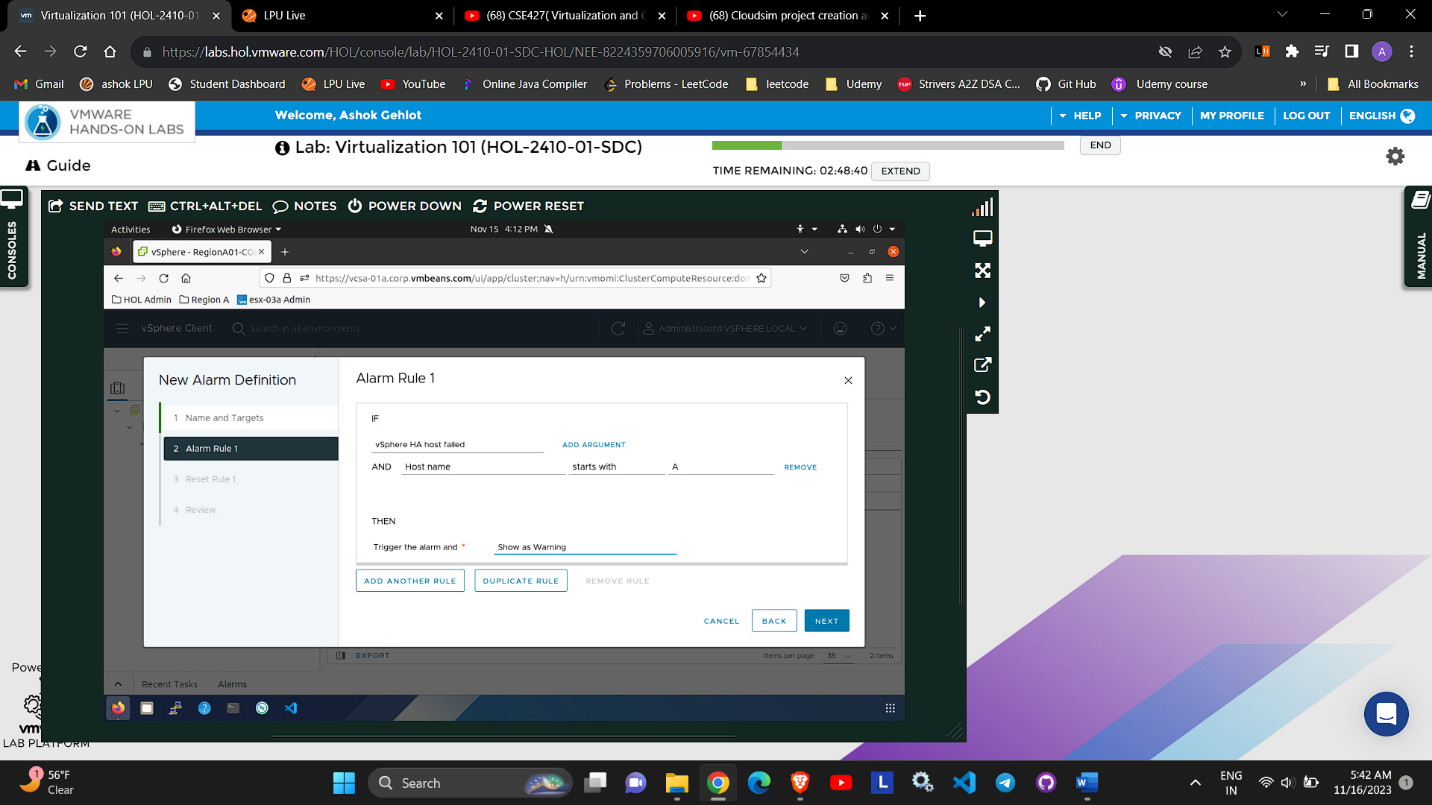 Virtualization 101 (HOL-2410-01
LPU Live
(68) CSE427( Virtualization and C
(68) Cloudsim project creation a
https://labs.hol.vmware.com/HOL/console/lab/HOL-2410-01-SDC-HOL/NEE-8224359706005916/vm-67854434
A
Gmail
ashok LPU
Student Dashboard
LPU Live
YouTube
Online Java Compiler
Problems - LeetCode
leetcode
Udemy
Strivers A2Z DSA C...
Git Hub
Udemy course
»
All Bookmarks
VMWARE
HANDS-ON LABS
Welcome, Ashok Gehlot
HELP
PRIVACY
MY PROFILE
LOG OUT
ENGLISH
Guide
Lab: Virtualization 101 (HOL-2410-01-SDC)
END
TIME REMAINING: 02:48:40
EXTEND
CONSOLES
MANUAL
SEND TEXT
CTRL+ALT+DEL
NOTES
POWER DOWN
POWER RESET
Activities
Firefox Web Browser
Nov 15 4:12 PM
vSphere - RegionA01-CO
https://vcsa-01a.corp.vmbeans.com/ui/app/cluster;nav=h/urn:vmomi:ClusterComputeResource:dom
HOL Admin
Region A
esx-03a Admin
vSphere Client
Search in all environments
Administrator@VSPHERE.LOCAL
New Alarm Definition
1 Name and Targets
2 Alarm Rule 1
3 Reset Rule 1
4 Review
Alarm Rule 1
IF
vSphere HA host failed
ADD ARGUMENT
AND
Host name
starts with
A
REMOVE
THEN
Trigger the alarm and *
Show as Warning
ADD ANOTHER RULE
DUPLICATE RULE
REMOVE RULE
CANCEL
BACK
NEXT
EXPORT
Items per page
35
2 items
Recent Tasks
Alarms
Powe
vm
LAB PLATFORM
1
56°F
Clear
Search
ENG
IN
5:42 AM
11/16/2023
1